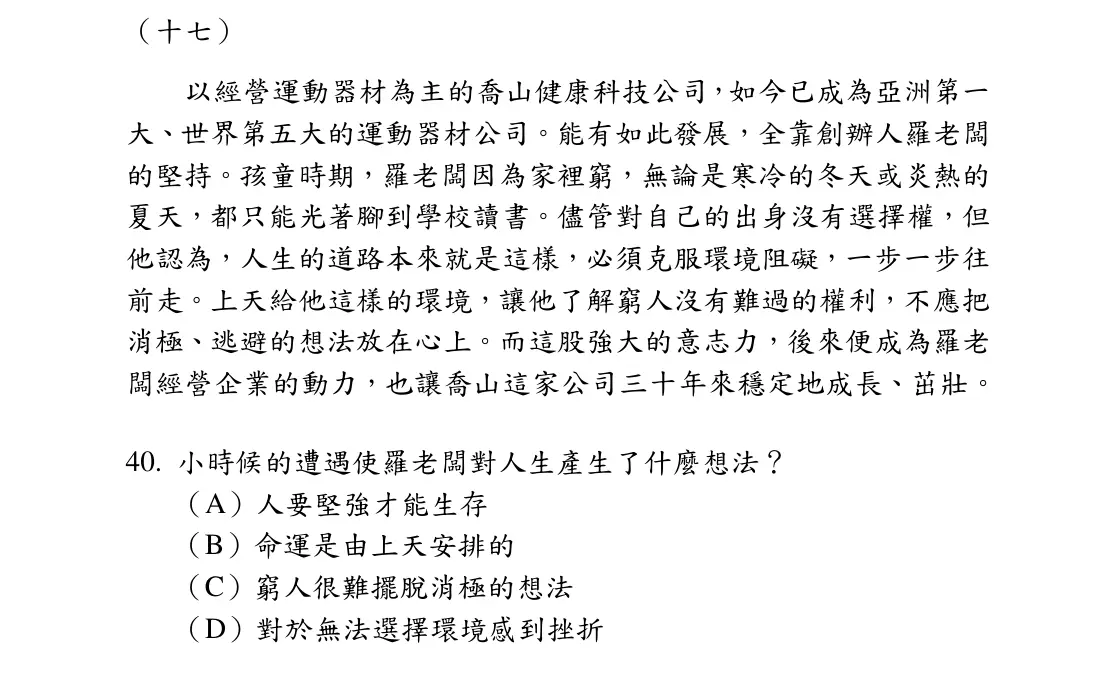 （十七）
以經營運動器材為主的喬山健康科技公司，如今已成為亞洲第一
大、世界第五大的運動器材公司。能有如此發展，全靠創辦人羅老闆
的堅持。孩童時期，羅老闆因為家裡窮，無論是寒冷的冬天或炎熱的
夏天，都只能光著腳到學校讀書。儘管對自己的出身沒有選擇權，但
他認為，人生的道路本來就是這樣，必須克服環境阻礙，一步一步往
前走。上天給他這樣的環境，讓他了解窮人沒有難過的權利，不應把
消極、逃避的想法放在心上。而這股強大的意志力，後來便成為羅老
闆經營企業的動力，也讓喬山這家公司三十年來穩定地成長、茁壯。
40. 小時候的遭遇使羅老闆對人生產生了什麼想法？
（A）人要堅強才能生存
（B）命運是由上天安排的
（C）窮人很難擺脫消極的想法
（D）對於無法選擇環境感到挫折